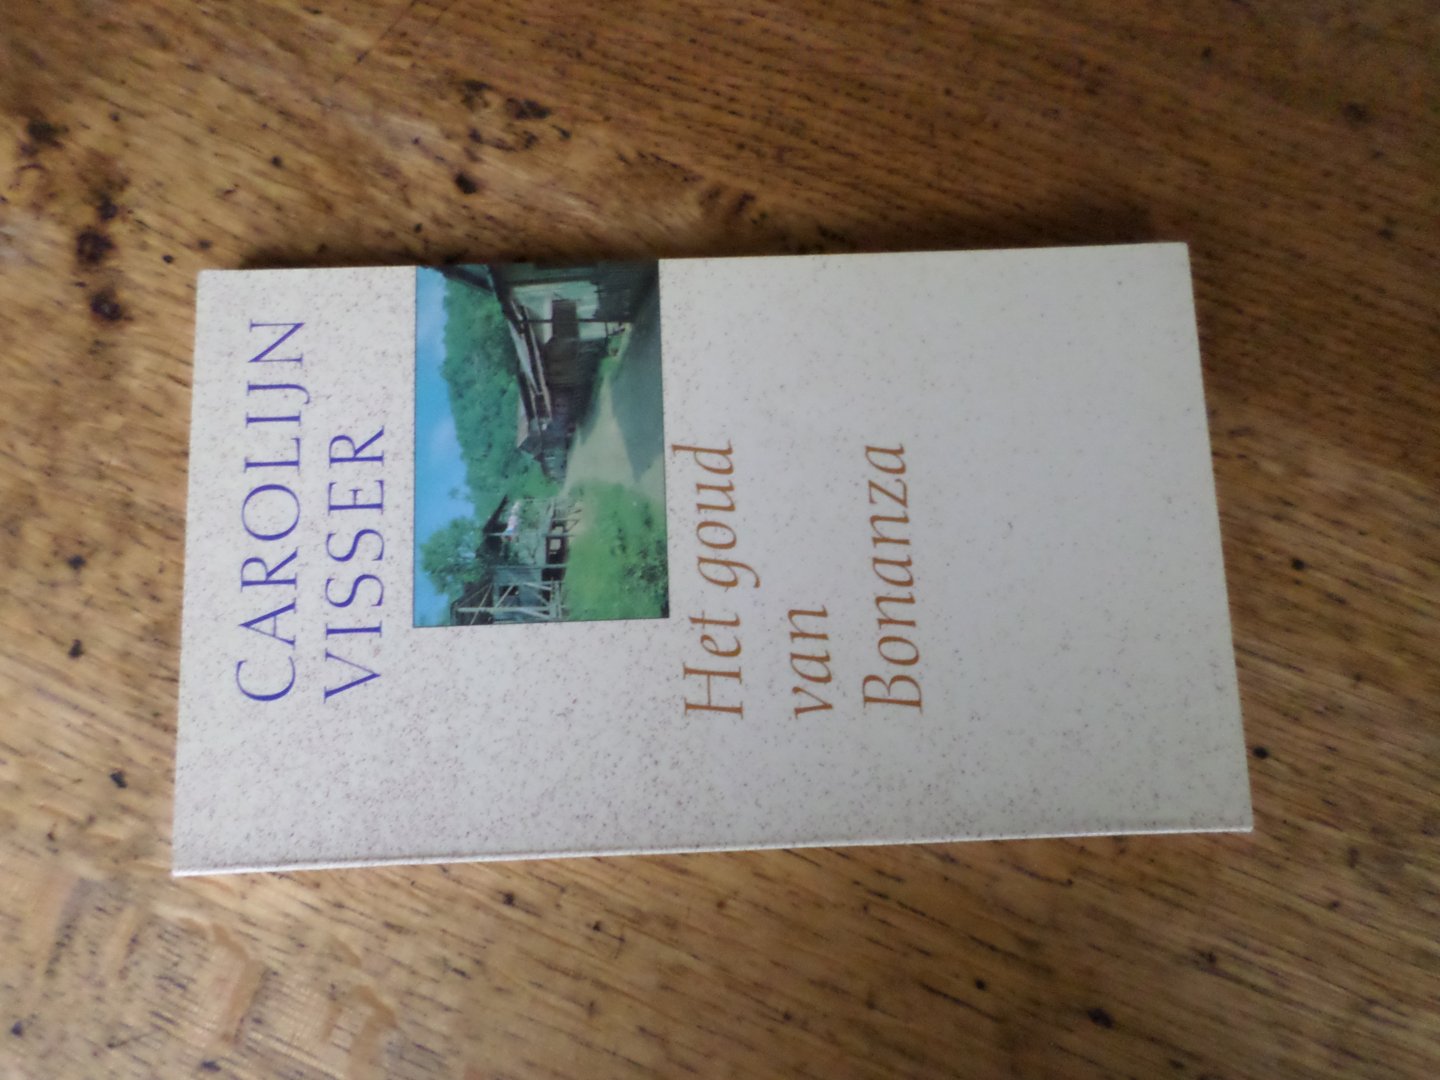 CAROLIJN
VISSER
Het goud
van
Bonanza